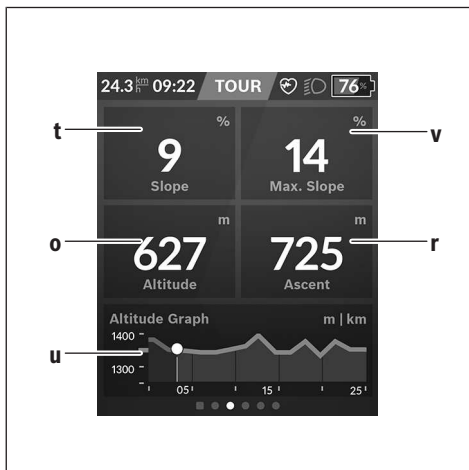 24.3 km/h 09:22 TOUR 76%
t % % v
9 14
Slope Max. Slope
o m m r
627 725
Altitude Ascent
Altitude Graph m | km
1400
u
1300
05 15 25